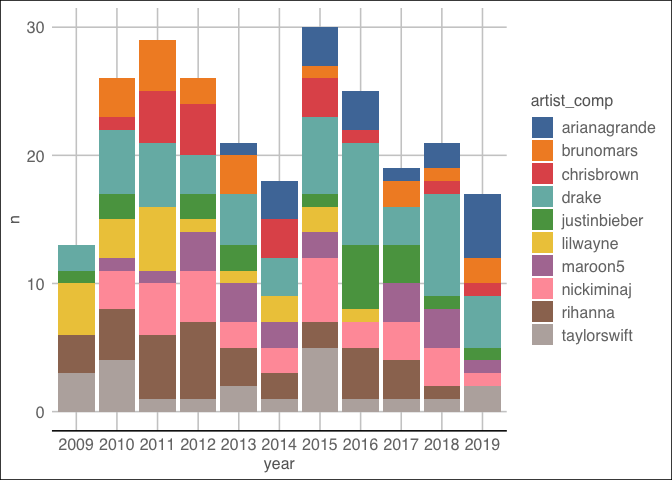 30
20
10
0
n
2009 2010 2011 2012 2013 2014 2015 2016 2017 2018 2019
year
artist_comp
arianagrande
brunomars
chrisbrown
drake
justinbieber
lilwayne
maroon5
nickiminaj
rihanna
taylorswift